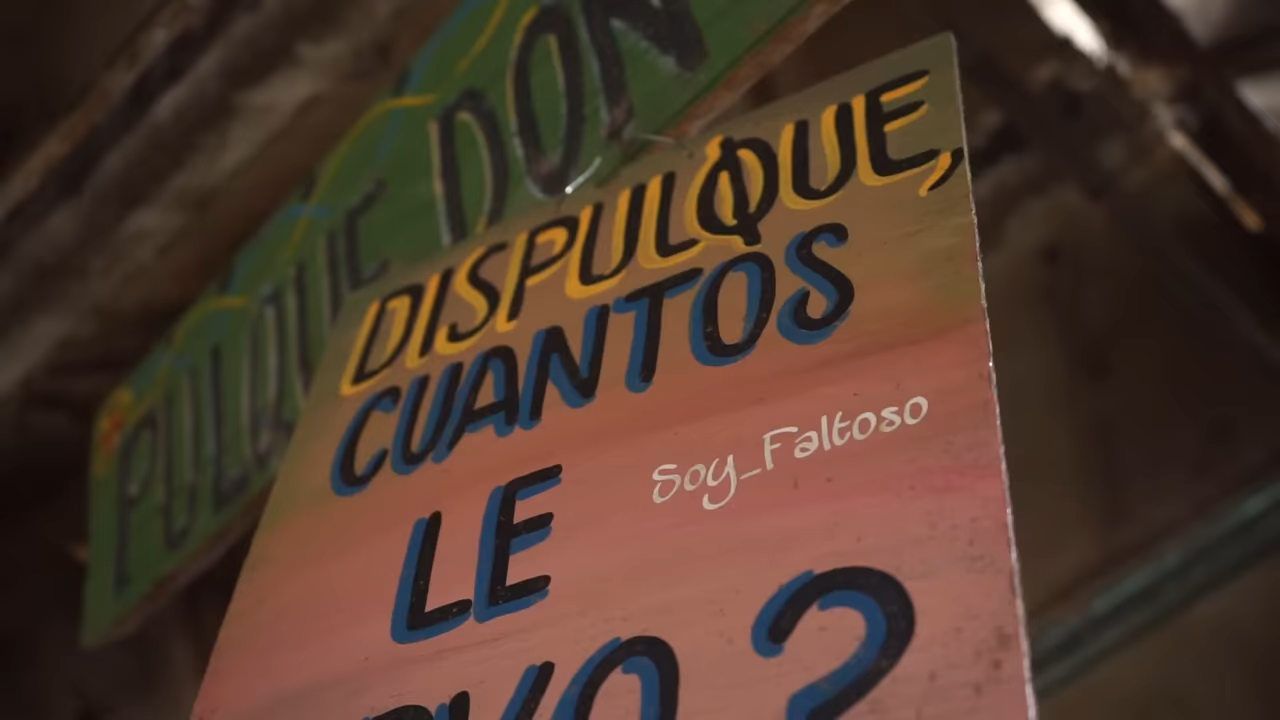 PULQUE DON
DISPULQUE,
CUANTOS
Soy_Faltoso
LE
?